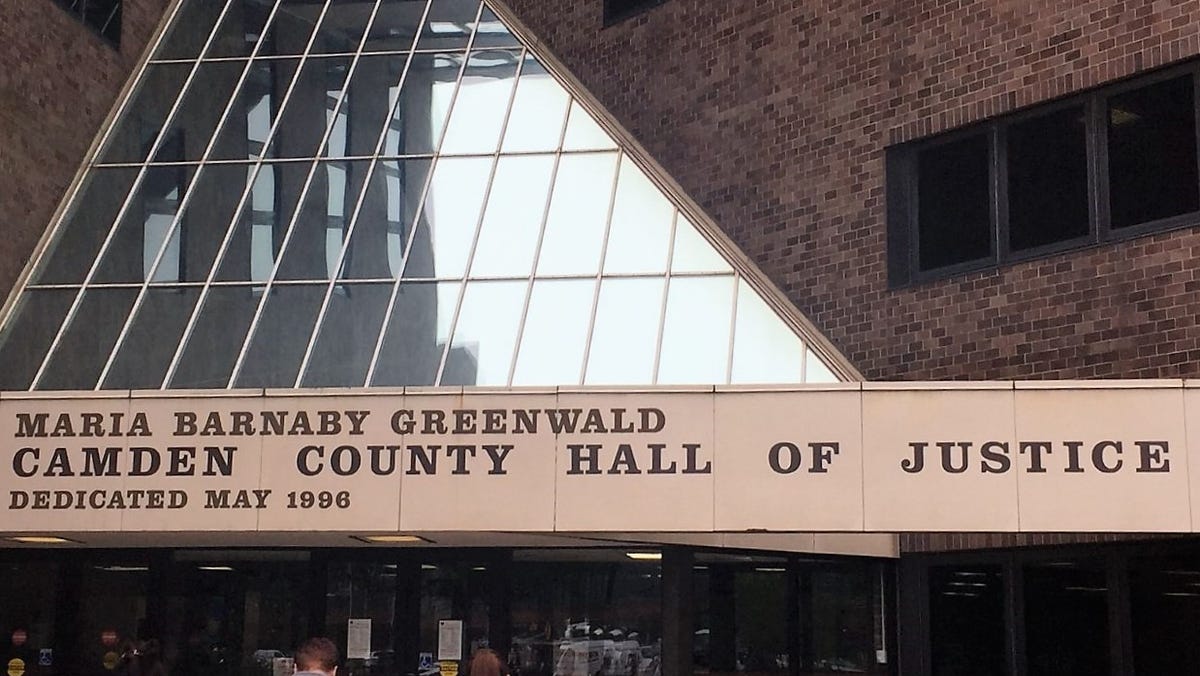 MARIA BARNABY GREENWALD
CAMDEN COUNTY HALL OF JUSTICE
DEDICATED MAY 1996